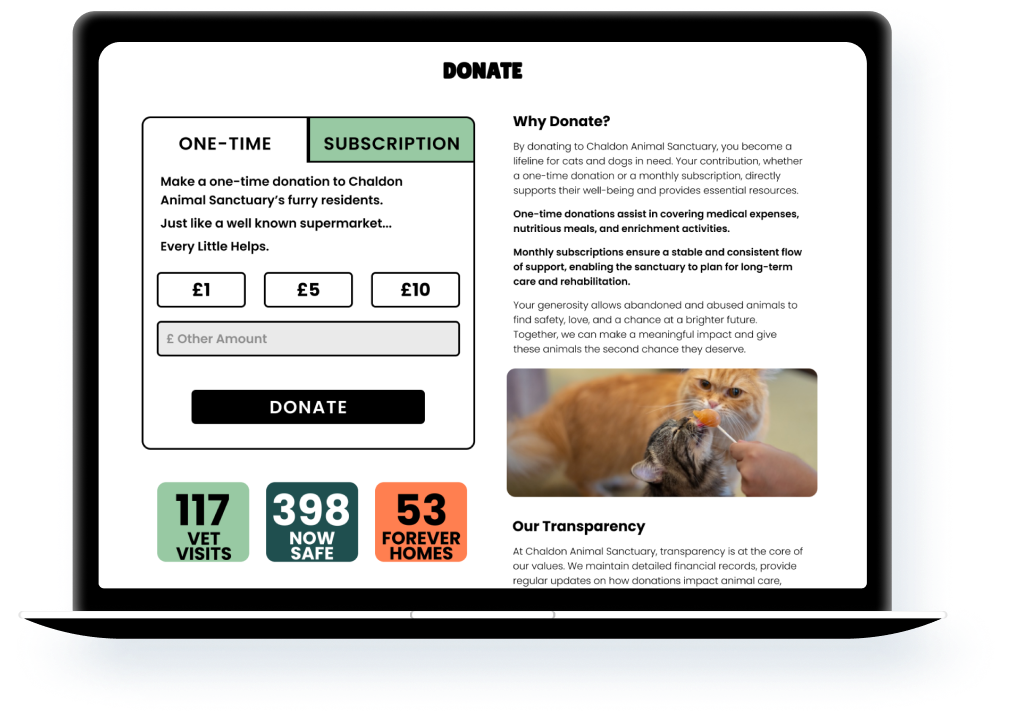 DONATE
ONE-TIME
SUBSCRIPTION
Make a one-time donation to Chaldon
Animal Sanctuary's furry residents.
Just like a well known supermarket...
Every Little Helps.
£1
£5
£10
£ Other Amount
DONATE
117
VET
VISITS
398
NOW
SAFE
53
FOREVER
HOMES
Why Donate?
By donating to Chaldon Animal Sanctuary, you become a
lifeline for cats and dogs in need. Your contribution, whether
a one-time donation or a monthly subscription, directly
supports their well-being and provides essential resources.
One-time donations assist in covering medical expenses,
nutritious meals, and enrichment activities.
Monthly subscriptions ensure a stable and consistent flow
of support, enabling the sanctuary to plan for long-term
care and rehabilitation.
Your generosity allows abandoned and abused animals to
find safety, love, and a chance at a brighter future.
Together, we can make a meaningful impact and give
these animals the second chance they deserve.
Our Transparency
At Chaldon Animal Sanctuary, transparency is at the core of
our values. We maintain detailed financial records, provide
regular updates on how donations impact animal care,